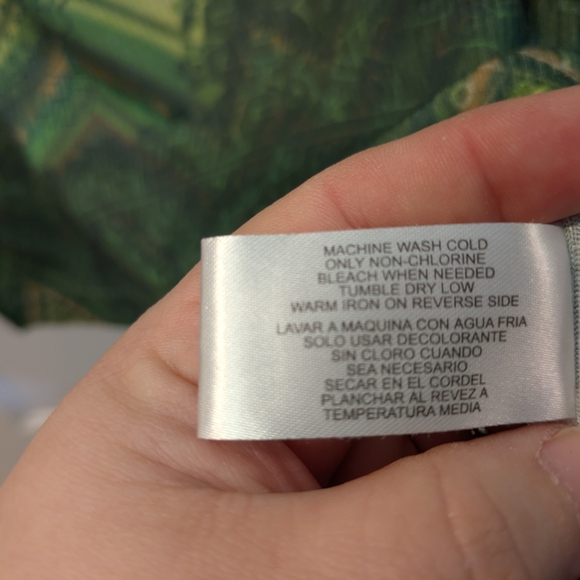 MACHINE WASH COLD
ONLY NON-CHLORINE
BLEACH WHEN NEEDED
TUMBLE DRY LOW
WARM IRON ON REVERSE SIDE
LAVAR A MAQUINA CON AGUA FRIA
SOLO USAR DECOLORANTE
SIN CLORO CUANDO
SEA NECESARIO
SECAR EN EL CORDEL
PLANCHAR AL REVEZ A
TEMPERATURA MEDIA